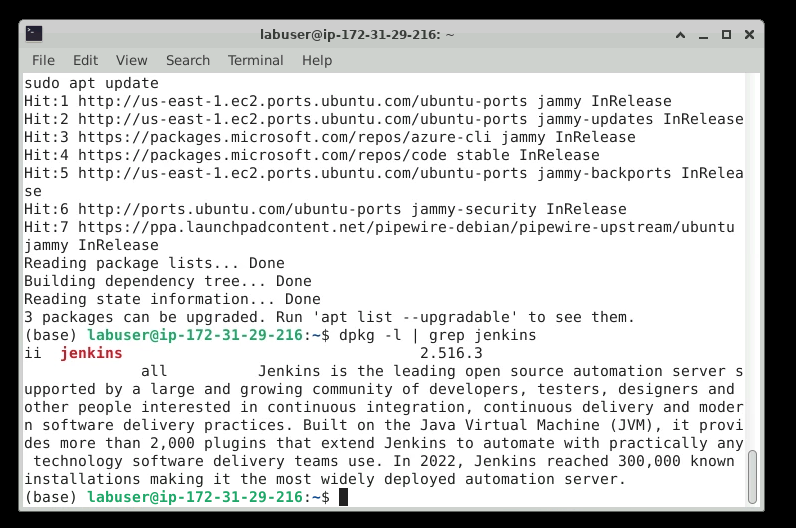 labuser@ip-172-31-29-216: ~
File Edit View Search Terminal Help
sudo apt update
Hit:1 http://us-east-1.ec2.ports.ubuntu.com/ubuntu-ports jammy InRelease
Hit:2 http://us-east-1.ec2.ports.ubuntu.com/ubuntu-ports jammy-updates InRelease
Hit:3 https://packages.microsoft.com/repos/azure-cli jammy InRelease
Hit:4 https://packages.microsoft.com/repos/code stable InRelease
Hit:5 http://us-east-1.ec2.ports.ubuntu.com/ubuntu-ports jammy-backports InRelea
se
Hit:6 http://ports.ubuntu.com/ubuntu-ports jammy-security InRelease
Hit:7 https://ppa.launchpadcontent.net/pipewire-debian/pipewire-upstream/ubuntu
jammy InRelease
Reading package lists... Done
Building dependency tree... Done
Reading state information... Done
3 packages can be upgraded. Run 'apt list --upgradable' to see them.
(base) labuser@ip-172-31-29-216:~$ dpkg -l | grep jenkins
ii  jenkins                                 2.516.3
             all          Jenkins is the leading open source automation server s
upported by a large and growing community of developers, testers, designers and
other people interested in continuous integration, continuous delivery and moder
n software delivery practices. Built on the Java Virtual Machine (JVM), it provi
des more than 2,000 plugins that extend Jenkins to automate with practically any
 technology software delivery teams use. In 2022, Jenkins reached 300,000 known
installations making it the most widely deployed automation server.
(base) labuser@ip-172-31-29-216:~$